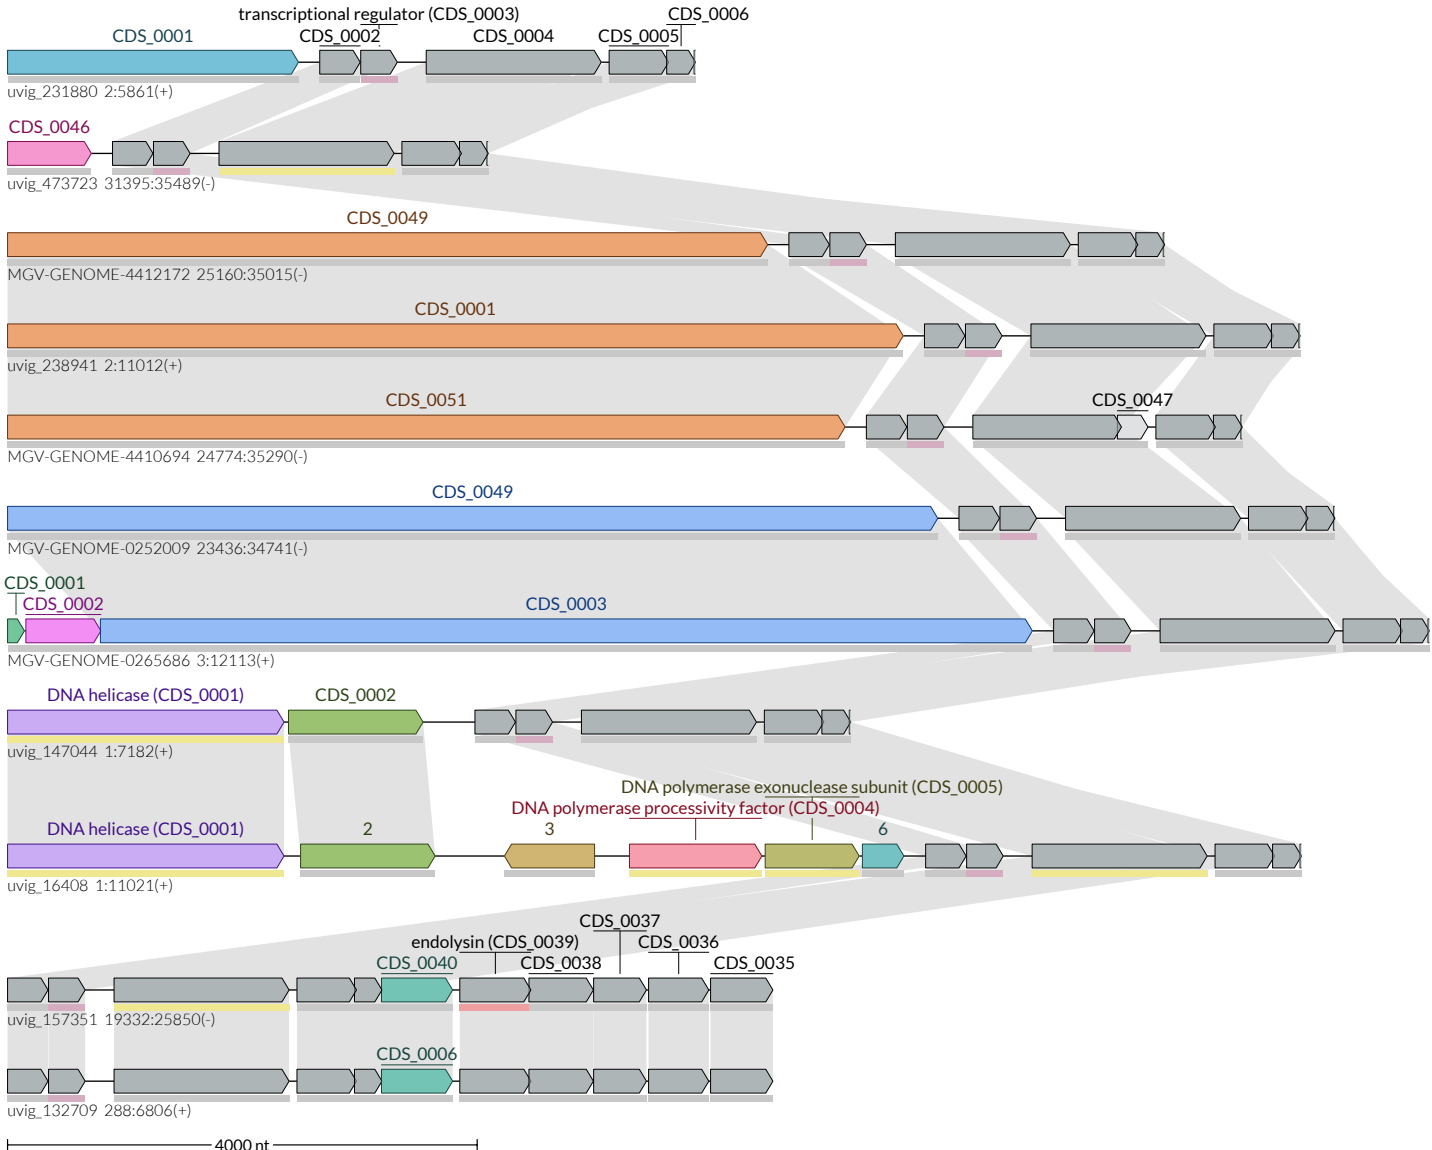 transcriptional regulator (CDS_0003)
CDS_0006
CDS_0001
CDS_0002
CDS_0004
CDS_0005
uvig_231880 2:5861(+)
CDS_0046
uvig_473723 31395:35489(-)
CDS_0049
MGV-GENOME-4412172 25160:35015(-)
CDS_0001
uvig_238941 2:11012(+)
CDS_0051
CDS_0047
MGV-GENOME-4410694 24774:35290(-)
CDS_0049
MGV-GENOME-0252009 23436:34741(-)
CDS_0001
CDS_0002
CDS_0003
MGV-GENOME-0265686 3:12113(+)
DNA helicase (CDS_0001)
CDS_0002
uvig_147044 1:7182(+)
DNA polymerase exonuclease subunit (CDS_0005)
DNA polymerase processivity factor (CDS_0004)
DNA helicase (CDS_0001)
2
3
6
uvig_16408 1:11021(+)
CDS_0037
endolysin (CDS_0039)
CDS_0036
CDS_0040
CDS_0038
CDS_0035
uvig_157351 19332:25850(-)
CDS_0006
uvig_132709 288:6806(+)
4000 nt